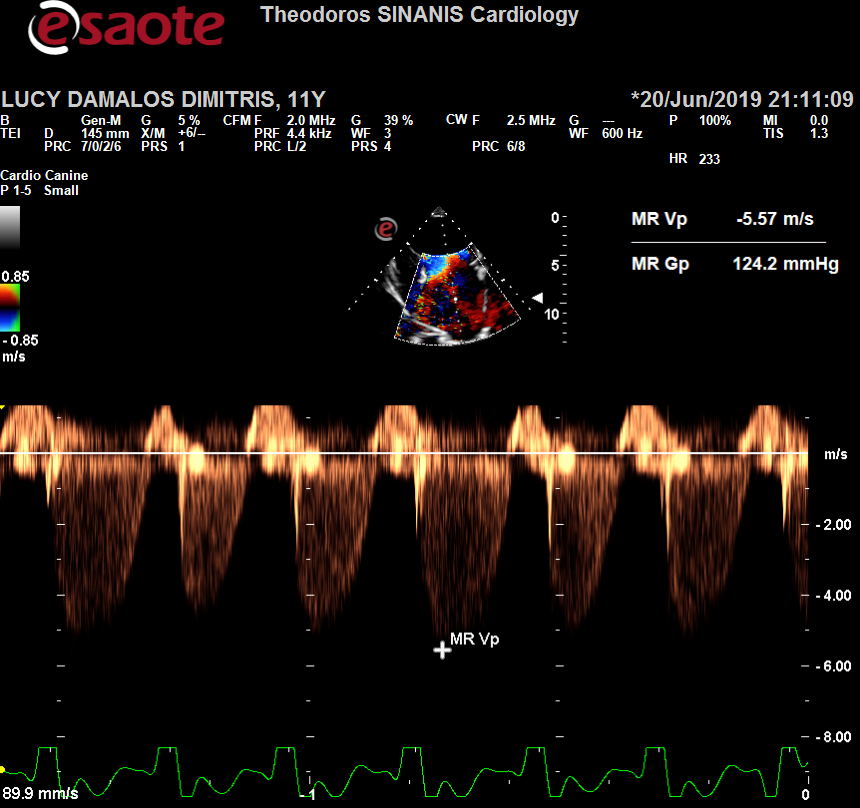 esaote
Theodoros SINANIS Cardiology
LUCY DAMALOS DIMITRIS, 11Y *20/Jun/2019 21:11:09
B Gen-M G 5 % CFM F 2.0 MHz G 39 % CW F 2.5 MHz G --- P 100% MI 0.0
TEI D 145 mm X/M +6/-- PRF 4.4 kHz WF 3 WF 600 Hz TIS 1.3
PRC 7/0/2/6 PRS 1 PRC L/2 PRS 4 PRC 6/8
HR 233
Cardio Canine
P 1-5 Small
e
0
5
10
MR Vp -5.57 m/s
MR Gp 124.2 mmHg
0.85
-0.85
m/s
m/s
-2.00
-4.00
MR Vp
-6.00
-8.00
89.9 mm/s -1 0